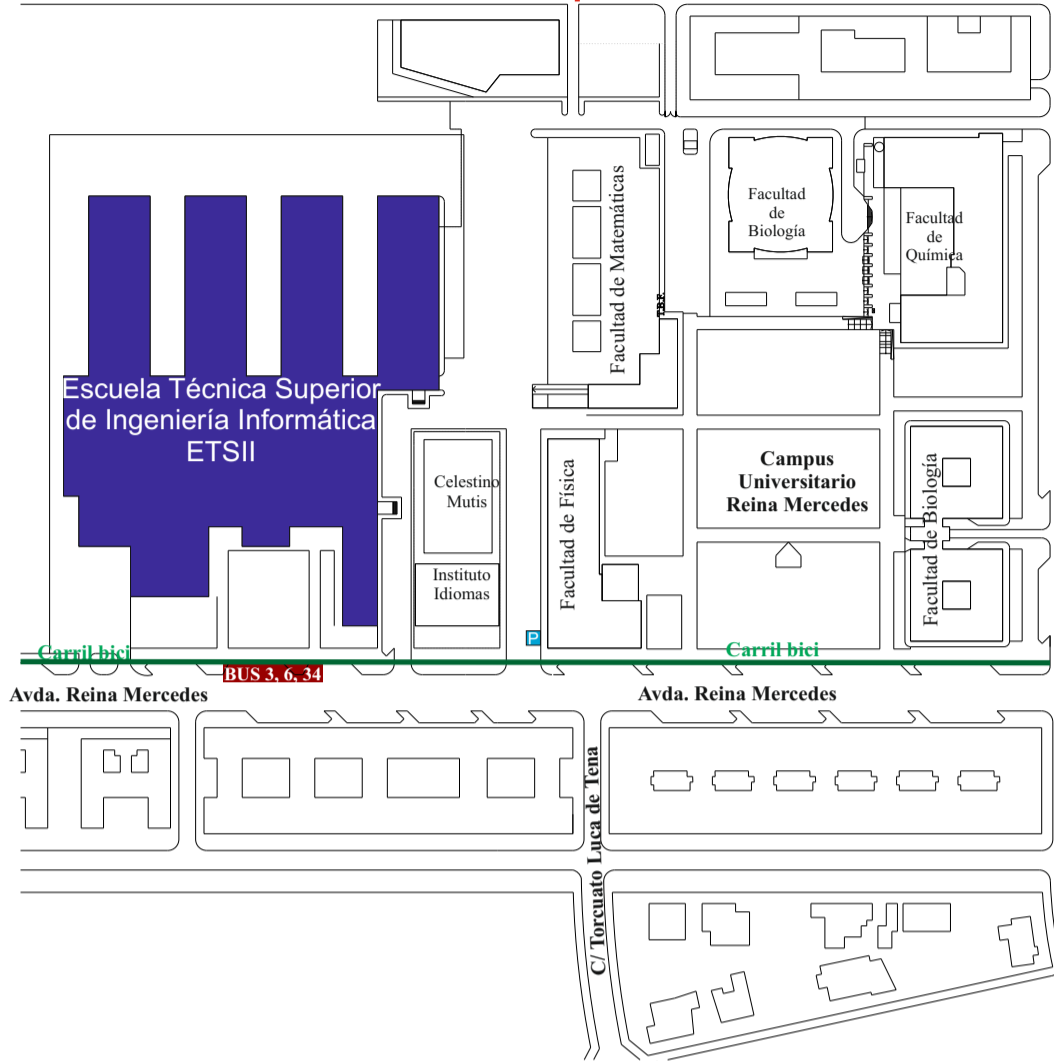 Facultad de Matemáticas
Facultad
de
Biología
Facultad
de
Química
T.B.F.
Escuela Técnica Superior
de Ingeniería Informática
ETSII
Celestino
Mutis
Instituto
Idiomas
Facultad de Física
Campus
Universitario
Reina Mercedes
Facultad de Biología
P
Carril bici
Carril bici
BUS 3, 6, 34
Avda. Reina Mercedes
Avda. Reina Mercedes
C/ Torcuato Luca de Tena